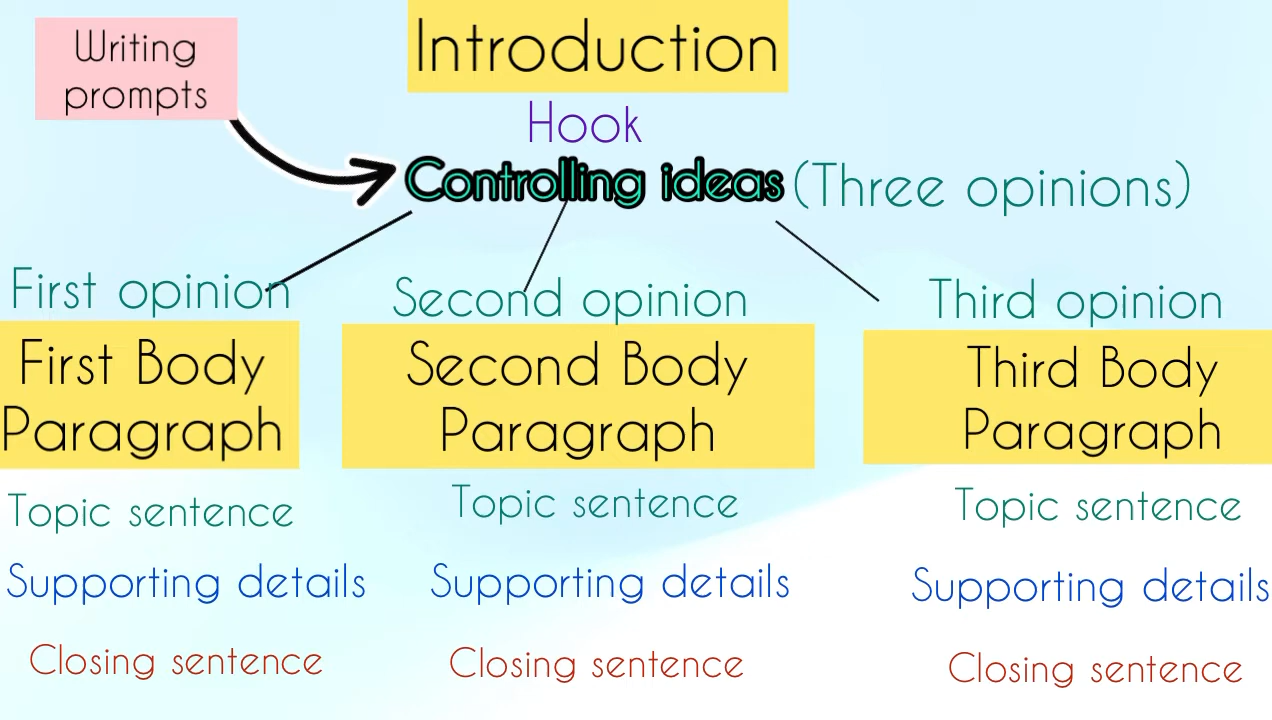 Writing
prompts
Introduction
Hook
Controlling ideas (Three opinions)
First opinion
First Body
Paragraph
Topic sentence
Supporting details
Closing sentence
Second opinion
Second Body
Paragraph
Topic sentence
Supporting details
Closing sentence
Third opinion
Third Body
Paragraph
Topic sentence
Supporting details
Closing sentence